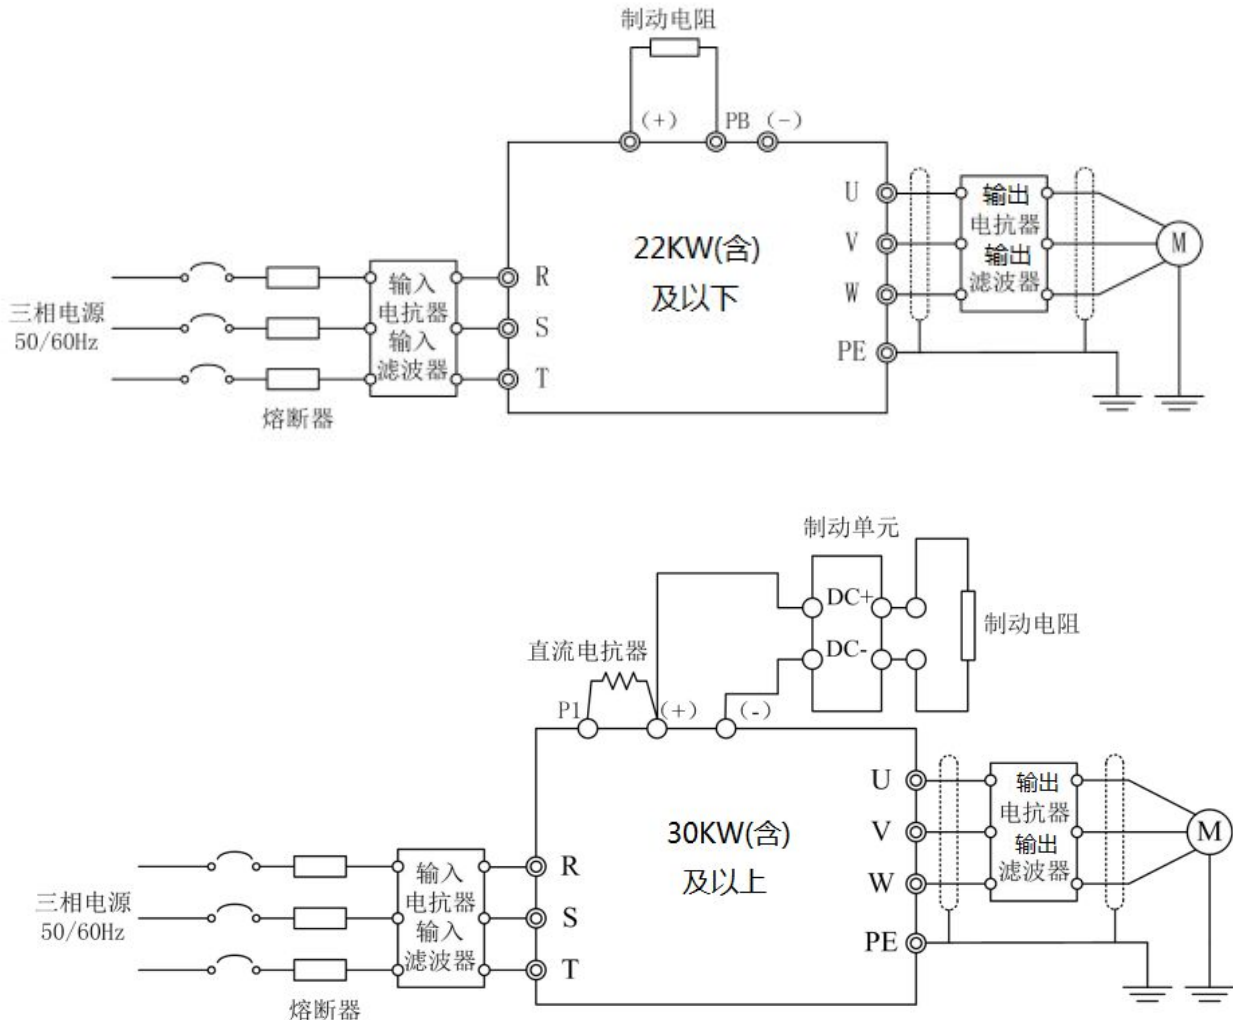 制动电阻
(+)
PB
(-)
U
V
W
PE
22KW(含)
及以下
R
S
T
三相电源
50/60Hz
输入
电抗器
输入
滤波器
熔断器
输出
电抗器
输出
滤波器
M
制动单元
DC+
DC-
制动电阻
直流电抗器
P1
(+)
(-)
U
V
W
PE
30KW(含)
及以上
R
S
T
三相电源
50/60Hz
输入
电抗器
输入
滤波器
熔断器
输出
电抗器
输出
滤波器
M